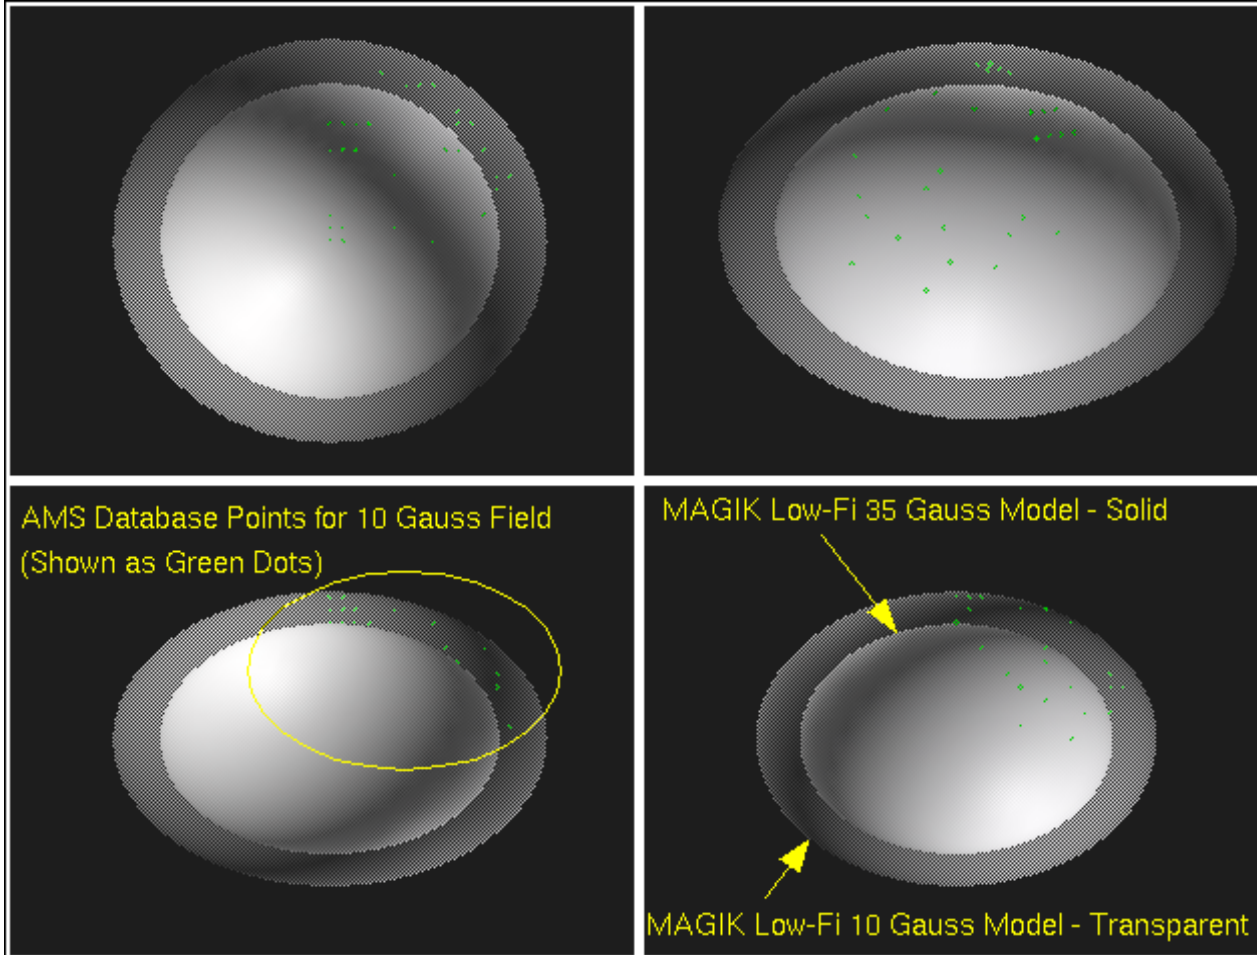 AMS Database Points for 10 Gauss Field
(Shown as Green Dots)
MAGIK Low-Fi 35 Gauss Model - Solid
MAGIK Low-Fi 10 Gauss Model - Transparent